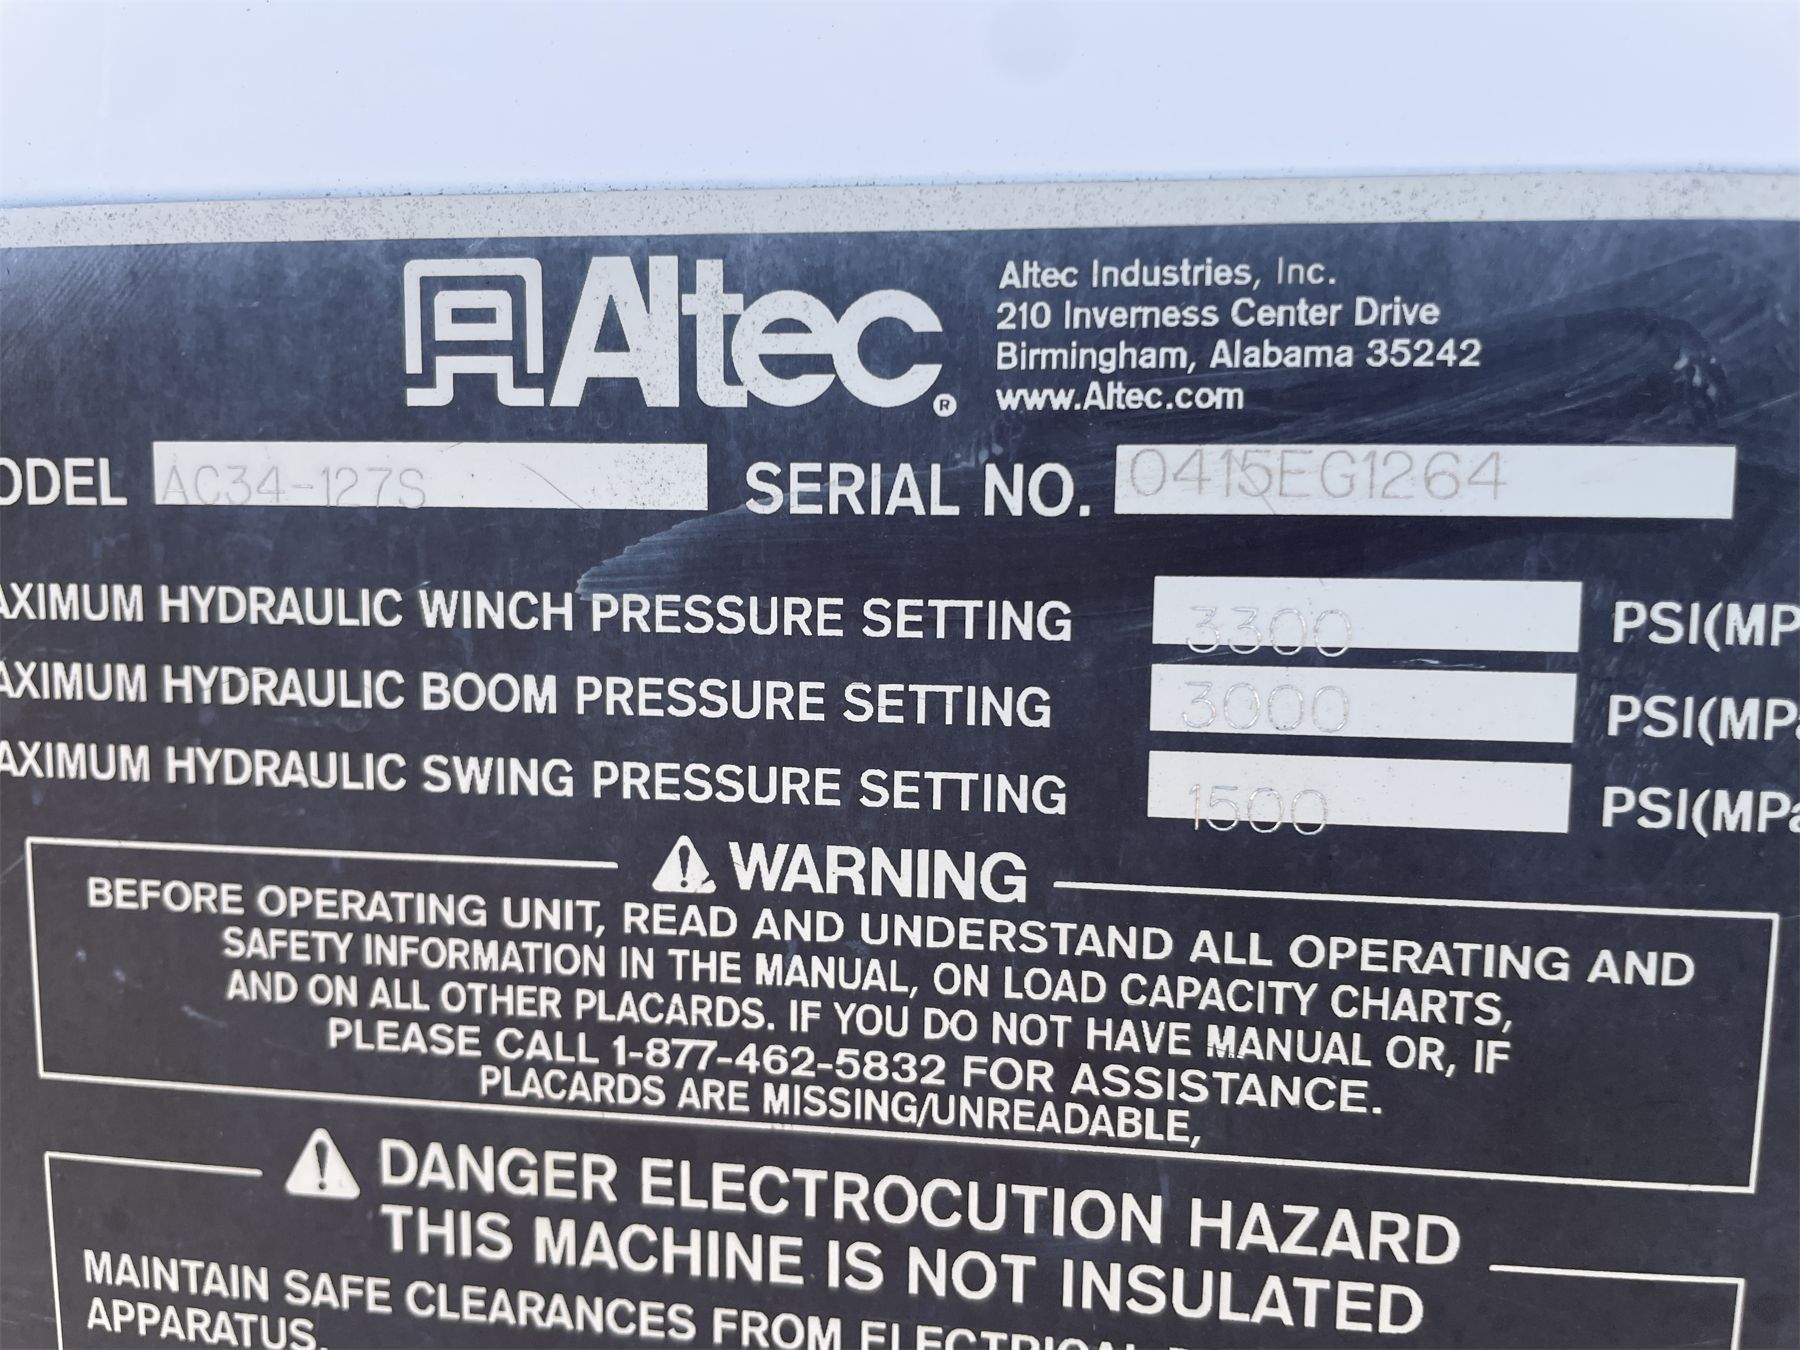 Altec®
Altec Industries, Inc.
210 Inverness Center Drive
Birmingham, Alabama 35242
www.Altec.com
ODEL AC34-127S SERIAL NO. 0415EG1264
AXIMUM HYDRAULIC WINCH PRESSURE SETTING 3300 PSI(MP
AXIMUM HYDRAULIC BOOM PRESSURE SETTING 3000 PSI(MPa
AXIMUM HYDRAULIC SWING PRESSURE SETTING 1500 PSI(MPa
WARNING
BEFORE OPERATING UNIT, READ AND UNDERSTAND ALL OPERATING AND
SAFETY INFORMATION IN THE MANUAL, ON LOAD CAPACITY CHARTS,
AND ON ALL OTHER PLACARDS. IF YOU DO NOT HAVE MANUAL OR, IF
PLEASE CALL 1-877-462-5832 FOR ASSISTANCE.
PLACARDS ARE MISSING/UNREADABLE,
DANGER ELECTROCUTION HAZARD
THIS MACHINE IS NOT INSULATED
MAINTAIN SAFE CLEARANCES FROM ELECTRICAL
APPARATUS.